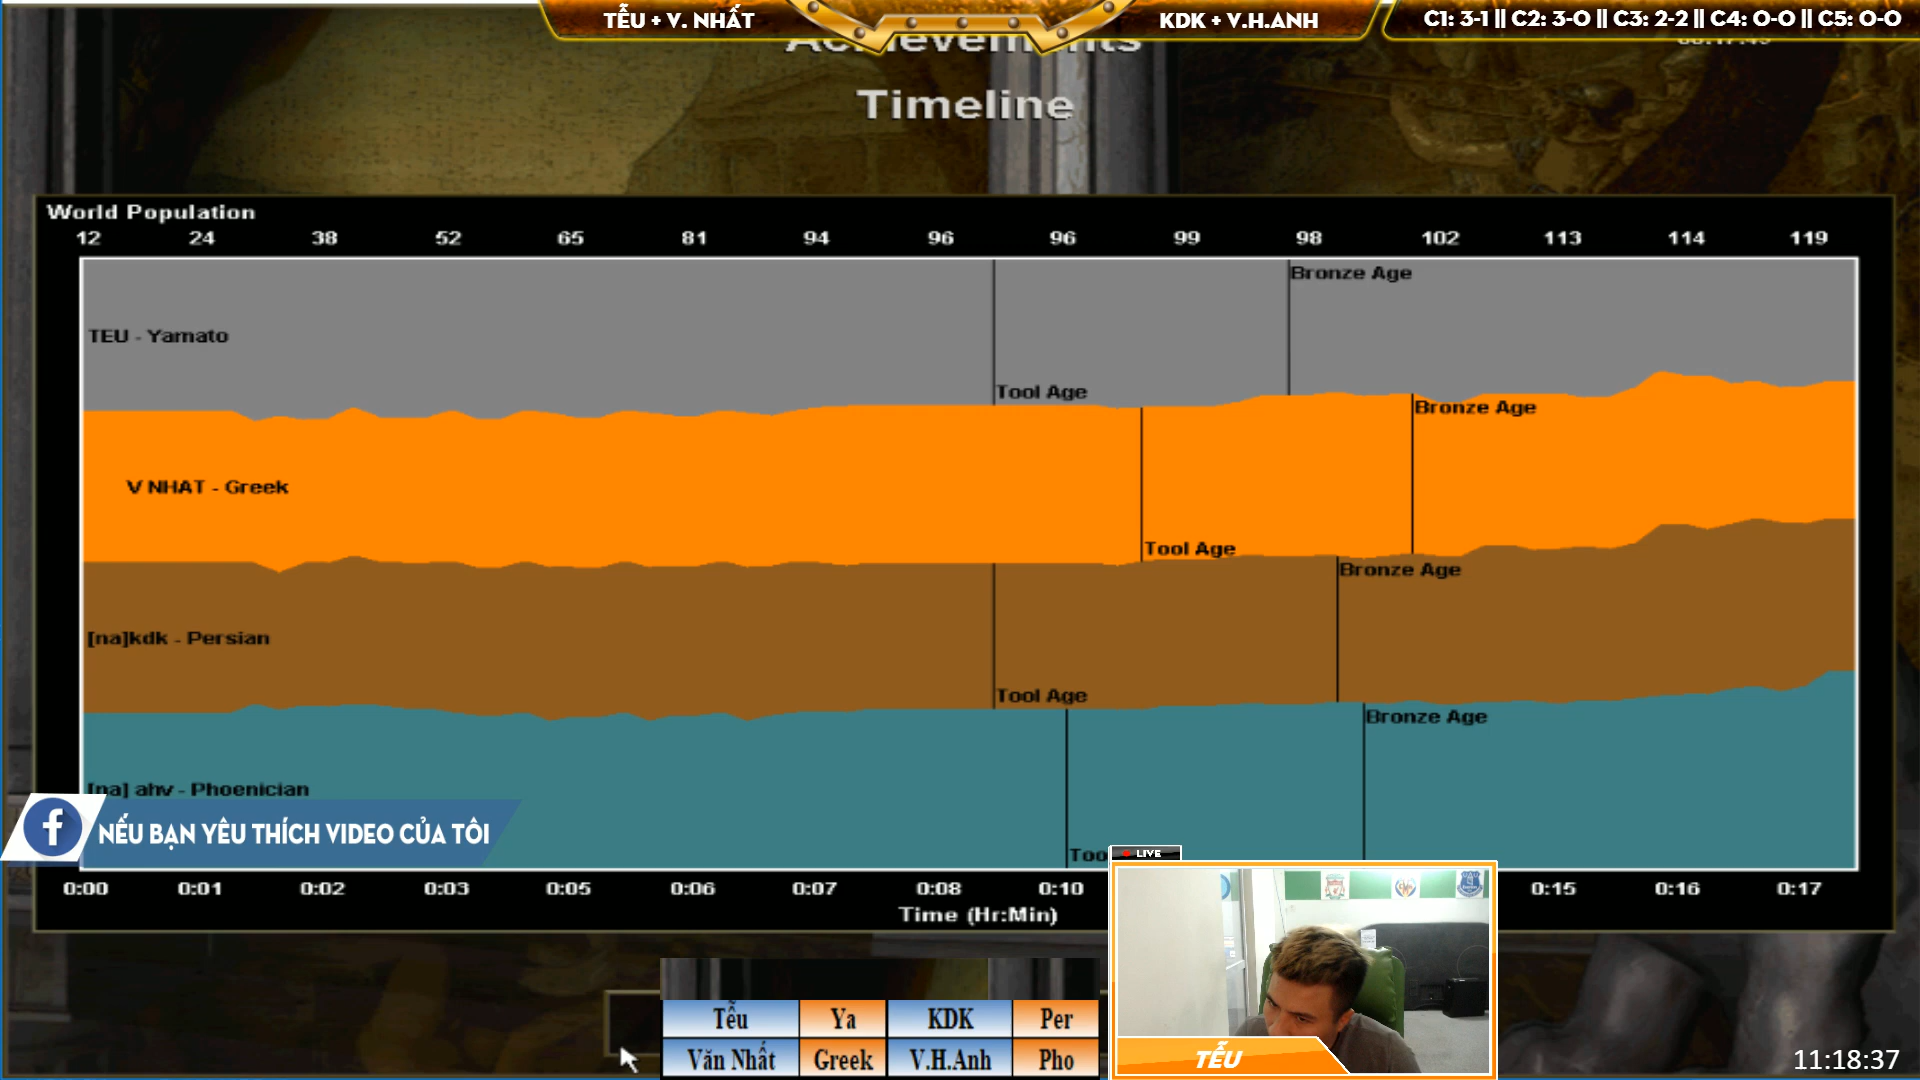 TỄU + V. NHẤT
KDK + V.H.ANH
C1: 3-1 || C2: 3-0 || C3: 2-2 || C4: 0-0 || C5: 0-0
Achievements
Timeline
World Population
12 24 38 52 65 81 94 96 96 99 98 102 113 114 119
Bronze Age
TEU - Yamato
Tool Age
Bronze Age
V NHAT - Greek
Tool Age
Bronze Age
[na]kdk - Persian
Tool Age
Bronze Age
[na] ahv - Phoenician
NẾU BẠN YÊU THÍCH VIDEO CỦA TÔI
LIVE
0:00 0:01 0:02 0:03 0:05 0:06 0:07 0:08 0:10 0:15 0:16 0:17
Time (Hr:Min)
Tễu Ya KDK Per
Văn Nhất Greek V.H.Anh Pho
TỄU
11:18:37